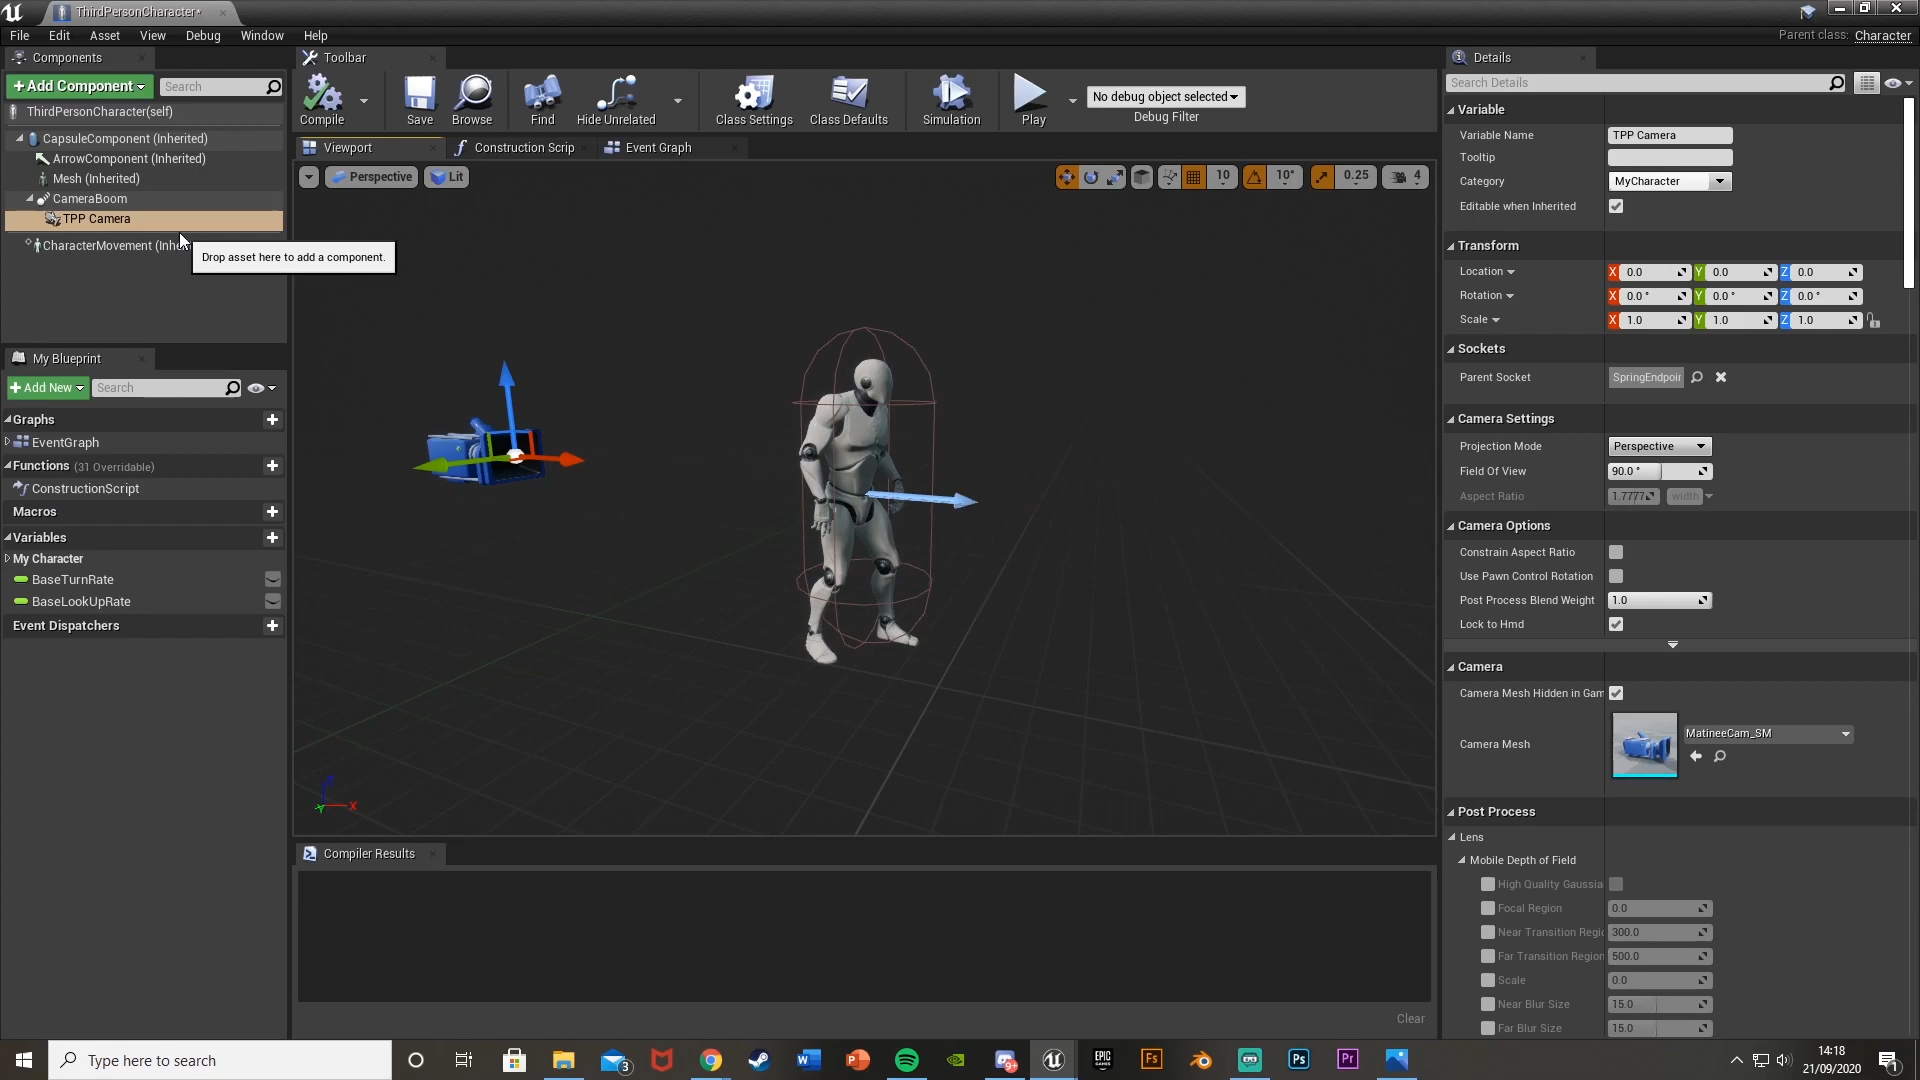 ThirdPersonCharacter*
File Edit Asset View Debug Window Help
Parent class: Character
Components
+Add Component
Search
ThirdPersonCharacter(self)
CapsuleComponent (Inherited)
ArrowComponent (Inherited)
Mesh (Inherited)
CameraBoom
TPP Camera
CharacterMovement (Inhe
Drop asset here to add a component.
My Blueprint
+Add New
Search
Graphs
EventGraph
Functions (31 Overridable)
ConstructionScript
Macros
Variables
My Character
BaseTurnRate
BaseLookUpRate
Event Dispatchers
Toolbar
Compile
Save
Browse
Find
Hide Unrelated
Class Settings
Class Defaults
Simulation
Play
No debug object selected
Debug Filter
Viewport
Construction Scrip
Event Graph
Perspective
Lit
10
10°
0.25
4
Z
X
Y
Compiler Results
Clear
Details
Search Details
Variable
Variable Name TPP Camera
Tooltip
Category MyCharacter
Editable when Inherited
Transform
Location X 0.0 Y 0.0 Z 0.0
Rotation X 0.0 ° Y 0.0 ° Z 0.0 °
Scale X 1.0 Y 1.0 Z 1.0
Sockets
Parent Socket SpringEndpoin
Camera Settings
Projection Mode Perspective
Field Of View 90.0 °
Aspect Ratio 1.7777 width
Camera Options
Constrain Aspect Ratio
Use Pawn Control Rotation
Post Process Blend Weight 1.0
Lock to Hmd
Camera
Camera Mesh Hidden in Gam
Camera Mesh MatineeCam_SM
Post Process
Lens
Mobile Depth of Field
High Quality Gaussia
Focal Region 0.0
Near Transition Regio 300.0
Far Transition Region 500.0
Scale 0.0
Near Blur Size 15.0
Far Blur Size 15.0
Type here to search
3
9+
EPIC GAMES
Fs
Ps
Pr
14:18
21/09/2020
1